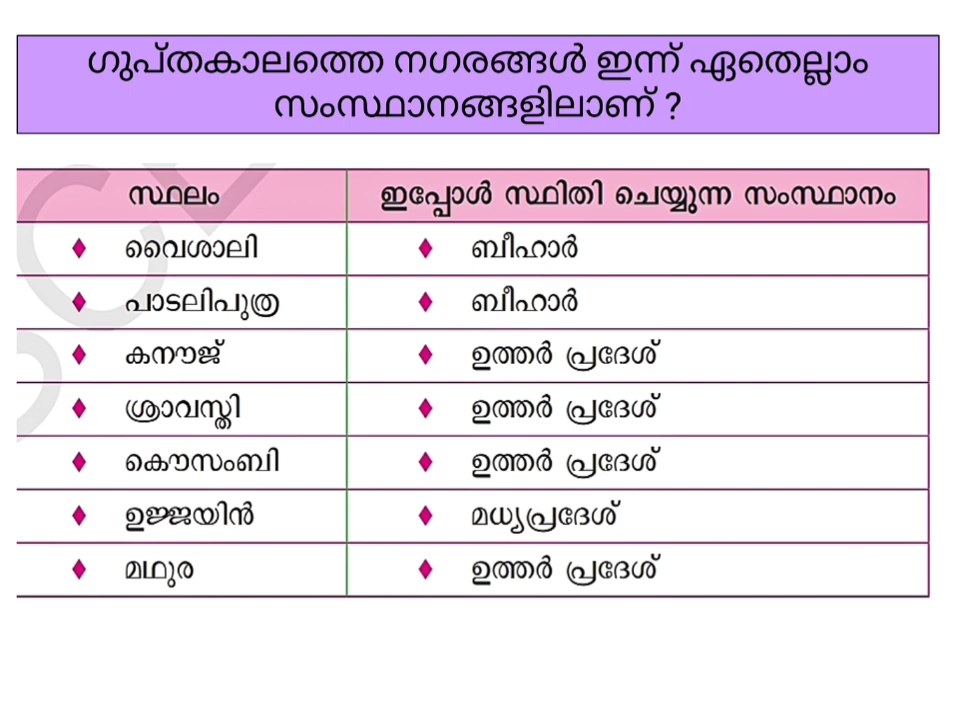 ഗുപ്തകാലത്തെ നഗരങ്ങൾ ഇന്ന് ഏതെല്ലാം
സംസ്ഥാനങ്ങളിലാണ് ?
സ്ഥലം ഇപ്പോൾ സ്ഥിതി ചെയ്യുന്ന സംസ്ഥാനം
വൈശാലി ബീഹാർ
പാടലിപുത്ര ബീഹാർ
കനൗജ് ഉത്തർ പ്രദേശ്
ശ്രാവസ്തി ഉത്തർ പ്രദേശ്
കൌസംബി ഉത്തർ പ്രദേശ്
ഉജ്ജയിൻ മധ്യപ്രദേശ്
മഥുര ഉത്തർ പ്രദേശ്